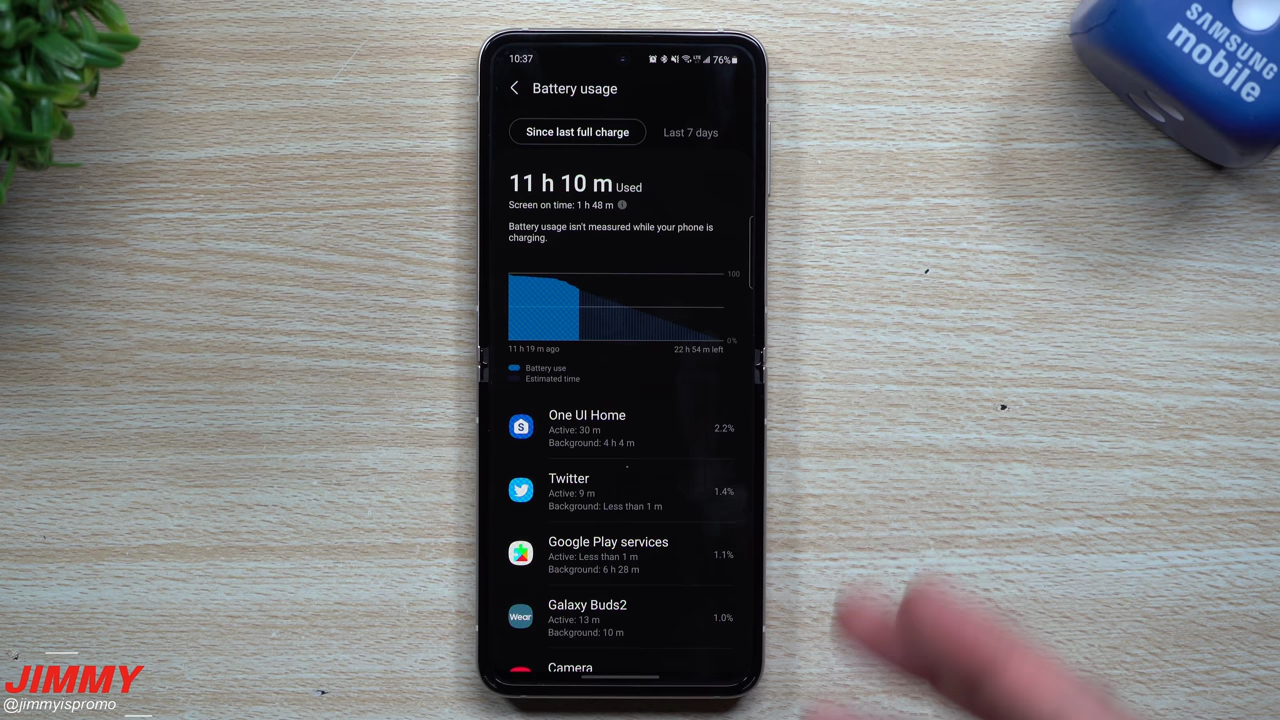 SAMSUNG
mobile
10:37
LTE
76%
Battery usage
Since last full charge
Last 7 days
11 h 10 m Used
Screen on time: 1 h 48 m
Battery usage isn't measured while your phone is
charging.
100
0%
11 h 19 m ago
22 h 54 m left
Battery use
Estimated time
S
One UI Home
Active: 30 m
Background: 4 h 4 m
2.2%
Twitter
Active: 9 m
Background: Less than 1 m
1.4%
Google Play services
Active: Less than 1 m
Background: 6 h 28 m
1.1%
Wear
Galaxy Buds2
Active: 13 m
Background: 10 m
1.0%
Camera
JIMMY
@jimmyispromo